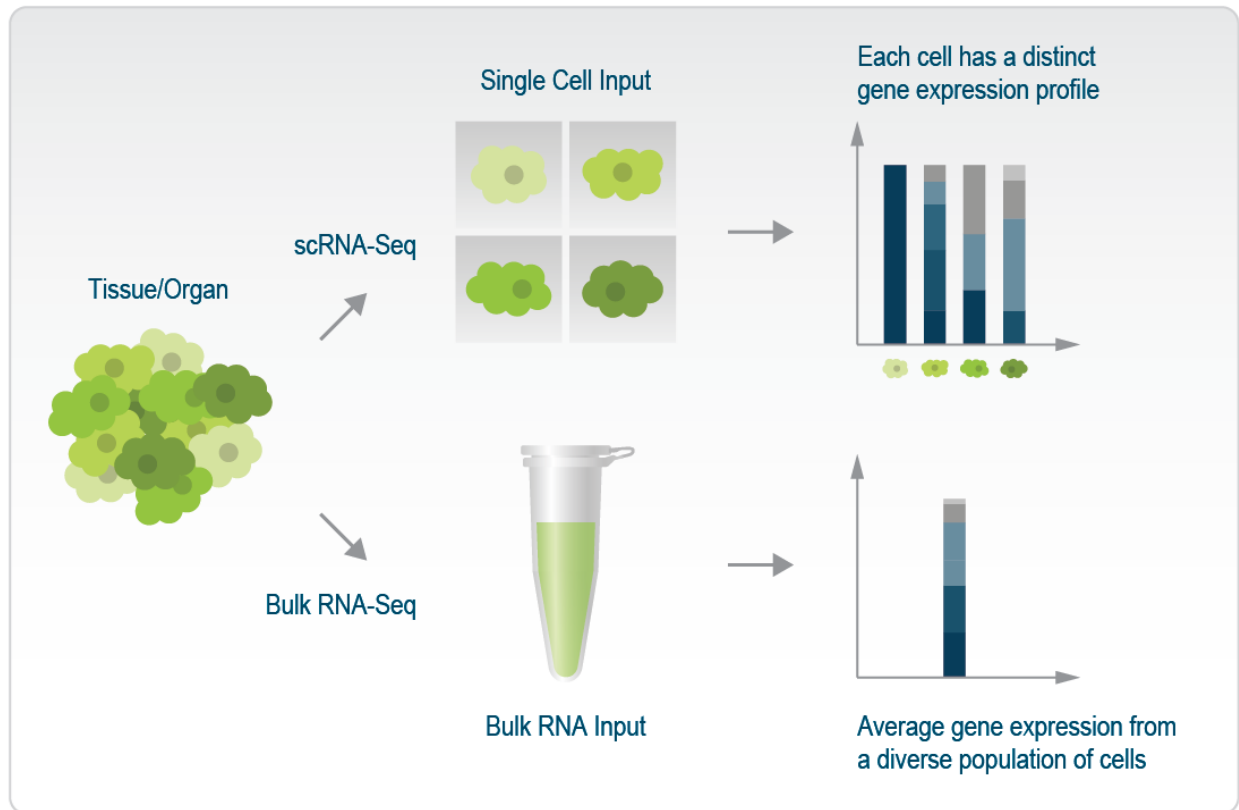 Single Cell Input
Each cell has a distinct
gene expression profile
scRNA-Seq
Tissue/Organ
Bulk RNA-Seq
Bulk RNA Input
Average gene expression from
a diverse population of cells